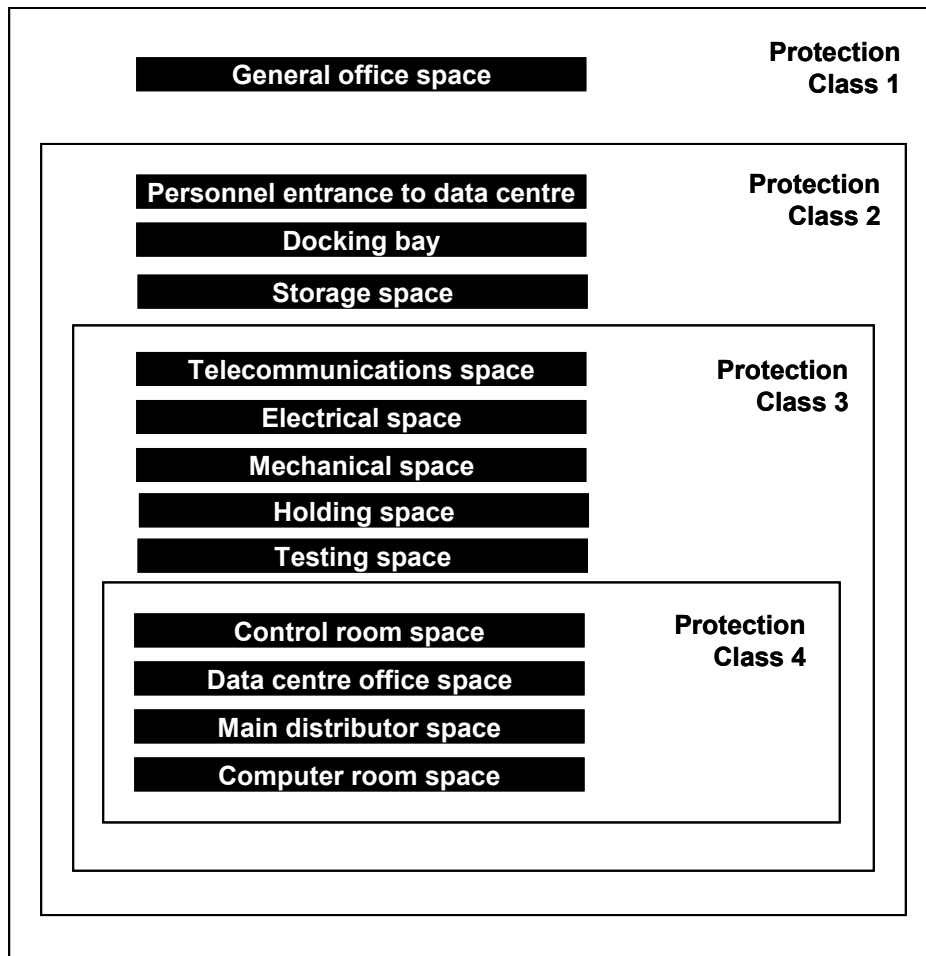 General office space
Protection
Class 1
Personnel entrance to data centre
Protection
Class 2
Docking bay
Storage space
Telecommunications space
Protection
Class 3
Electrical space
Mechanical space
Holding space
Testing space
Control room space
Protection
Class 4
Data centre office space
Main distributor space
Computer room space